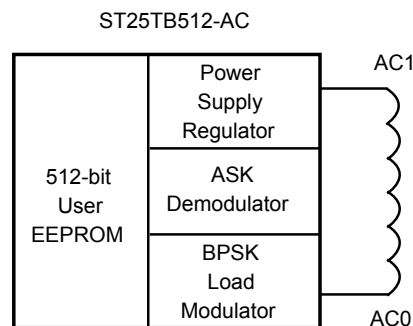 ST25TB512-AC
Power
Supply
Regulator
AC1
512-bit
User
EEPROM
ASK
Demodulator
BPSK
Load
Modulator
AC0